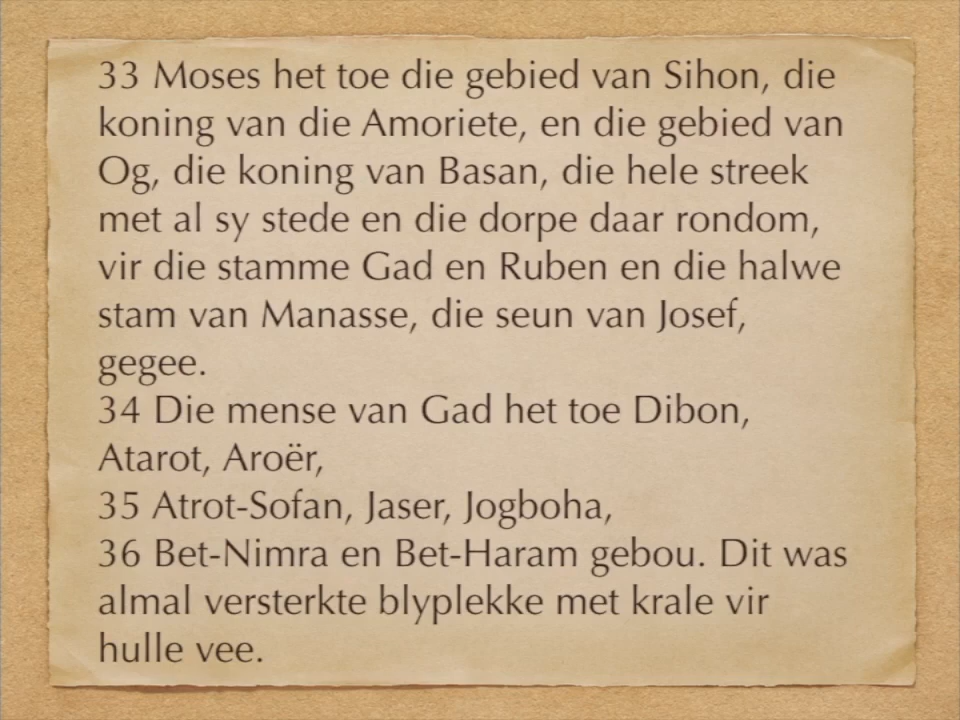 33 Moses het toe die gebied van Sihon, die
koning van die Amoriete, en die gebied van
Og, die koning van Basan, die hele streek
met al sy stede en die dorpe daar rondom,
vir die stamme Gad en Ruben en die halwe
stam van Manasse, die seun van Josef,
gegee.
34 Die mense van Gad het toe Dibon,
Atarot, Aroër,
35 Atrot-Sofan, Jaser, Jogboha,
36 Bet-Nimra en Bet-Haram gebou. Dit was
almal versterkte blyplekke met krale vir
hulle vee.